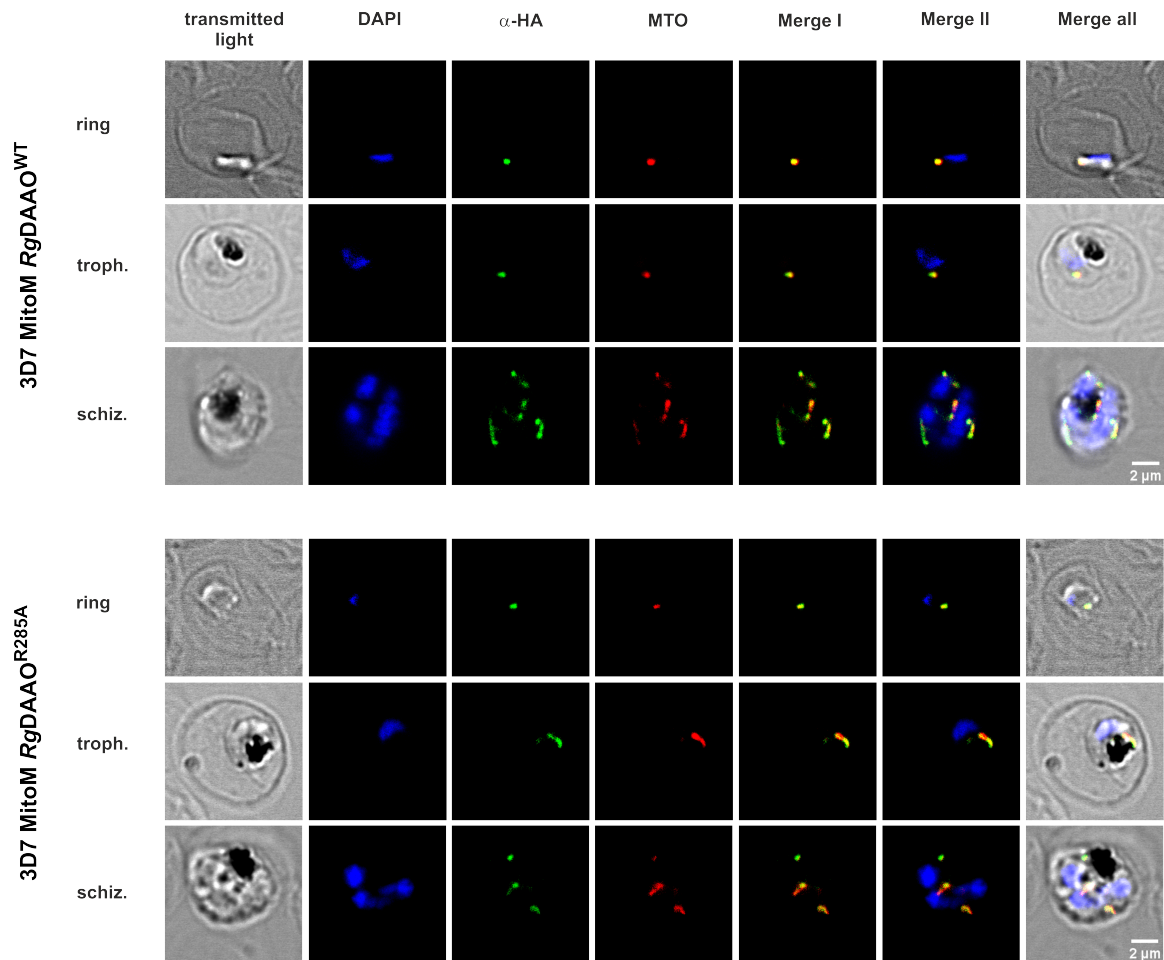 transmitted light DAPI α-HA MTO Merge I Merge II Merge all
3D7 MitoM RgDAAOWT
ring
troph.
schiz.
2 µm
3D7 MitoM RgDAAOR285A
ring
troph.
schiz.
2 µm